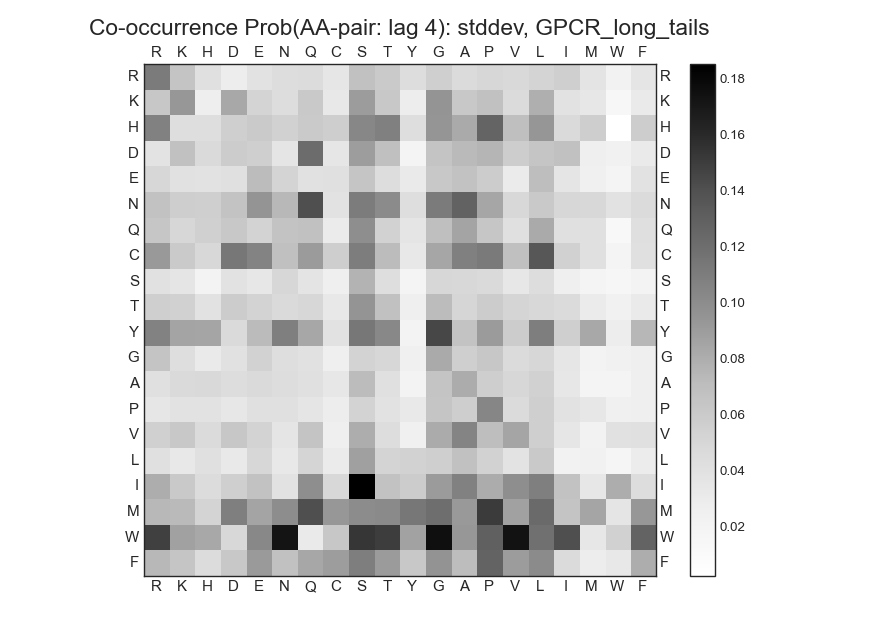 Co-occurrence Prob(AA-pair: lag 4): stddev, GPCR_long_tails
R K H D E N Q C S T Y G A P V L I M W F
R R 0.18
K K
H H 0.16
D D
E E 0.14
N N
Q Q
C C 0.12
S S
T T 0.10
Y Y
G G 0.08
A A
P P
V V 0.06
L L
I I 0.04
M M
W W 0.02
F F
R K H D E N Q C S T Y G A P V L I M W F